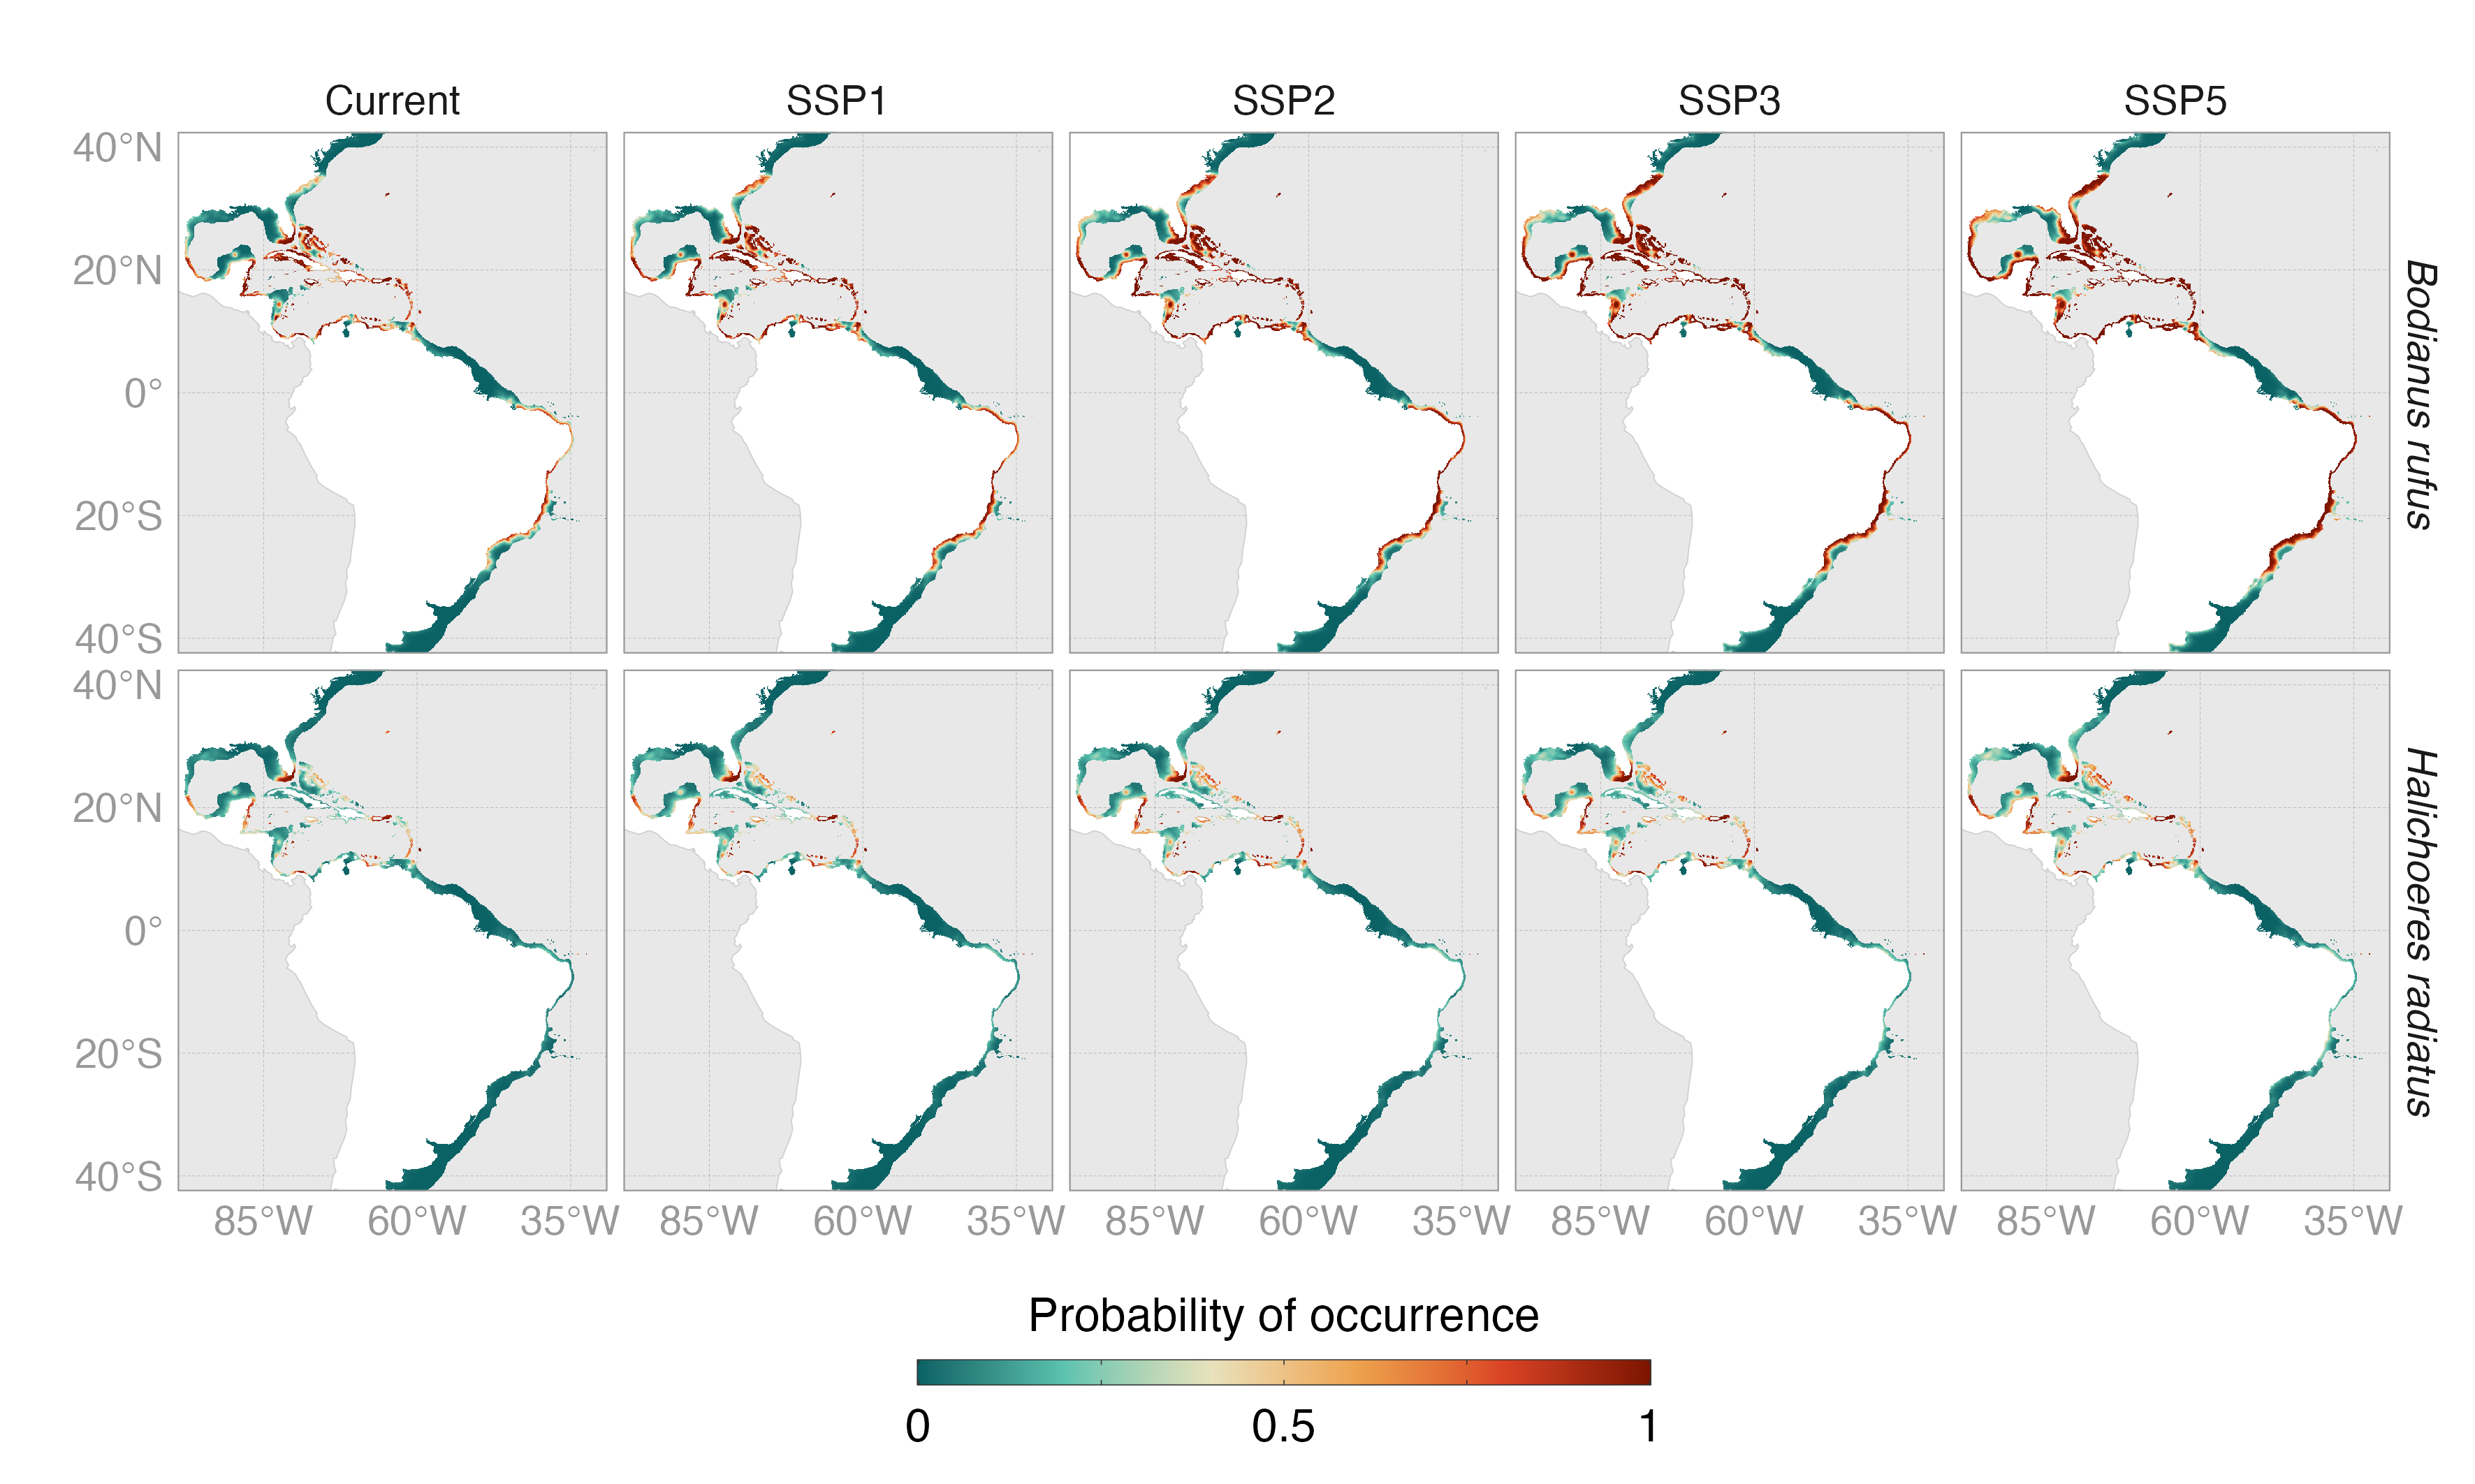 Current SSP1 SSP2 SSP3 SSP5
40°N
20°N
0°
20°S
40°S
Bodianus rufus
40°N
20°N
0°
20°S
40°S
Halichoeres radiatus
85°W 60°W 35°W 85°W 60°W 35°W 85°W 60°W 35°W 85°W 60°W 35°W 85°W 60°W 35°W
Probability of occurrence
0 0.5 1